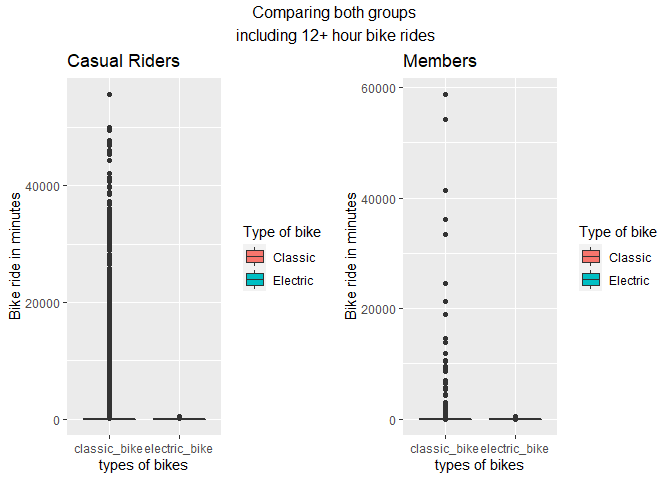 Comparing both groups
including 12+ hour bike rides
Casual Riders
Bike ride in minutes
40000
20000
0
classic_bike electric_bike
types of bikes
Type of bike
Classic
Electric
Members
Bike ride in minutes
60000
40000
20000
0
classic_bike electric_bike
types of bikes
Type of bike
Classic
Electric